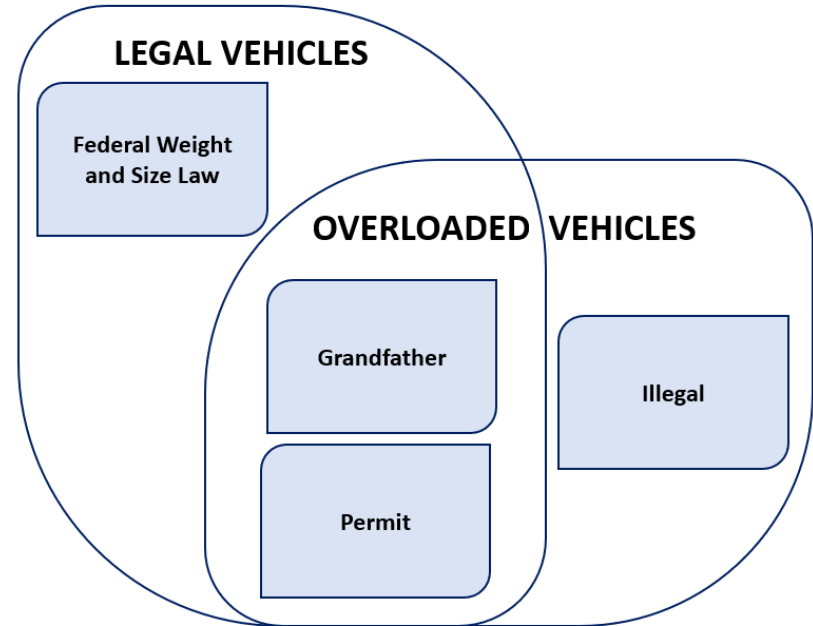 LEGAL VEHICLES
Federal Weight
and Size Law
OVERLOADED VEHICLES
Grandfather
Illegal
Permit